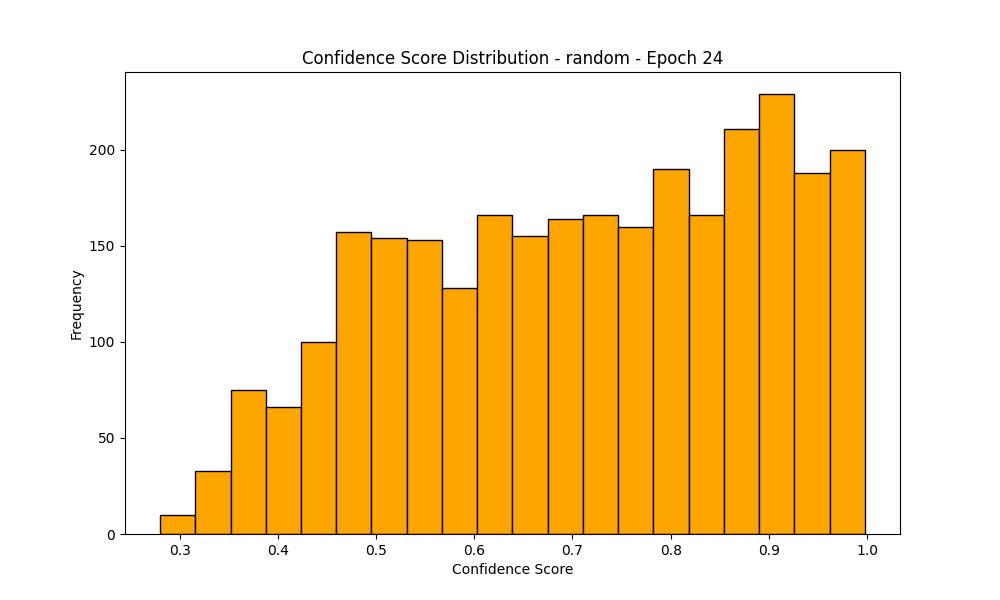 Confidence Score Distribution - random - Epoch 24
200
150
100
50
0
Frequency
0.3 0.4 0.5 0.6 0.7 0.8 0.9 1.0
Confidence Score